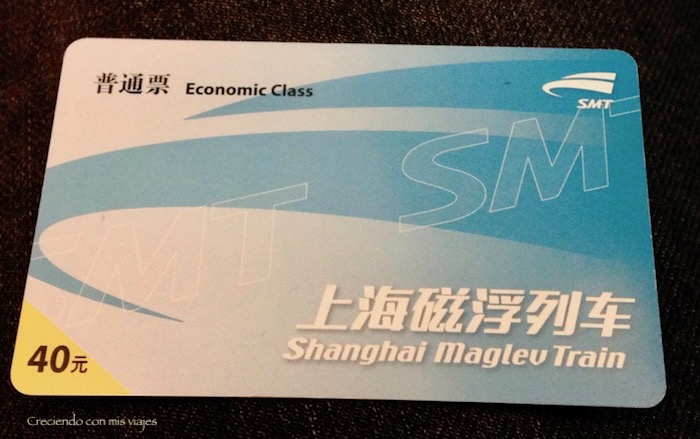 普通票 Economic Class
SMT
SMT
SMT
上海磁浮列车
Shanghai Maglev Train
40元
Creciendo con mis viajes